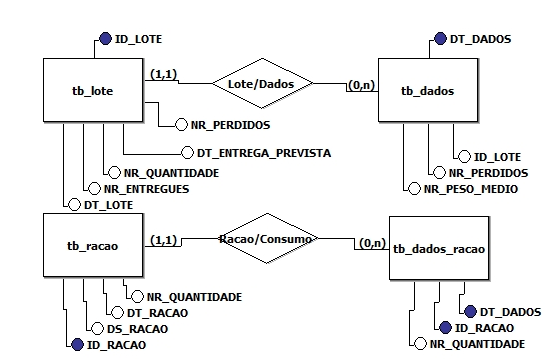 ID_LOTE
DT_DADOS
tb_lote
(1,1)
Lote/Dados
(0,n)
tb_dados
NR_PERDIDOS
DT_ENTREGA_PREVISTA
ID_LOTE
NR_QUANTIDADE
NR_PERDIDOS
NR_ENTREGUES
NR_PESO_MEDIO
DT_LOTE
tb_racao
(1,1)
Racao/Consumo
(0,n)
tb_dados_racao
NR_QUANTIDADE
DT_RACAO
DT_DADOS
DS_RACAO
ID_RACAO
ID_RACAO
NR_QUANTIDADE